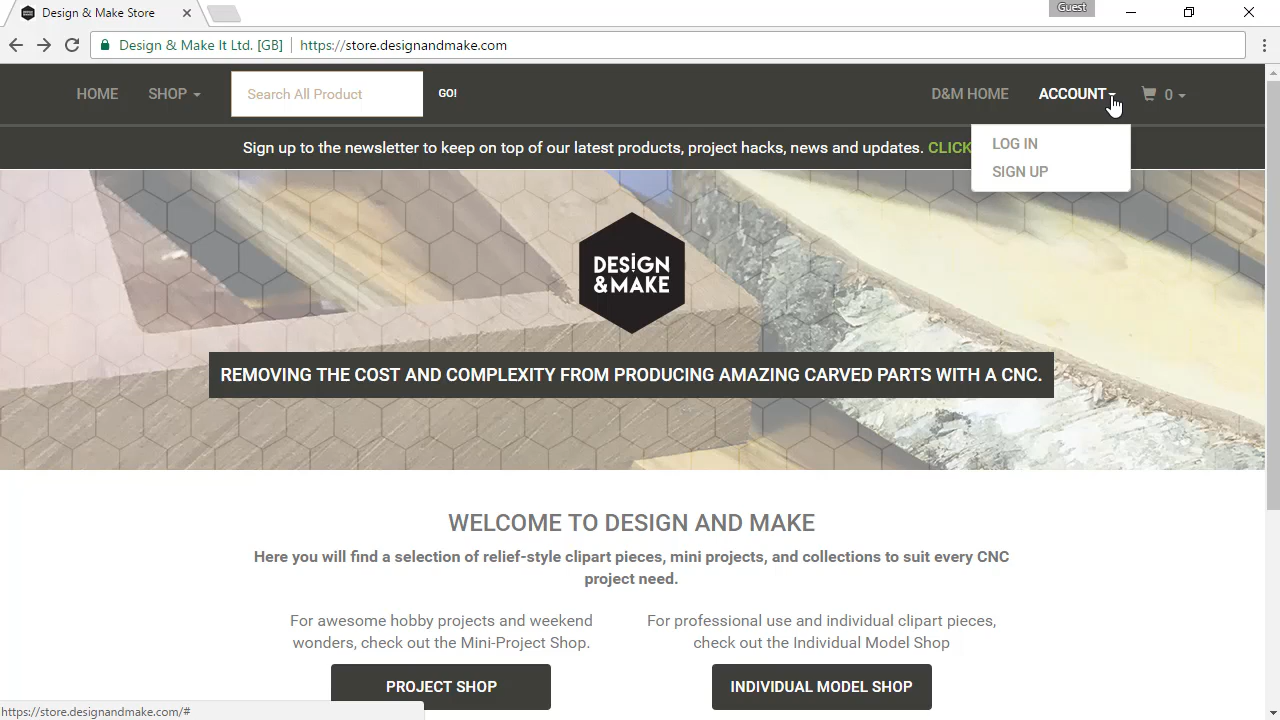 Design & Make Store
Guest
Design & Make It Ltd. [GB]
https://store.designandmake.com
HOME
SHOP
Search All Product
GO!
D&M HOME
ACCOUNT
0
Sign up to the newsletter to keep on top of our latest products, project hacks, news and updates. CLICK
LOG IN
SIGN UP
DESIGN
&MAKE
REMOVING THE COST AND COMPLEXITY FROM PRODUCING AMAZING CARVED PARTS WITH A CNC.
WELCOME TO DESIGN AND MAKE
Here you will find a selection of relief-style clipart pieces, mini projects, and collections to suit every CNC
project need.
For awesome hobby projects and weekend
wonders, check out the Mini-Project Shop.
For professional use and individual clipart pieces,
check out the Individual Model Shop
PROJECT SHOP
INDIVIDUAL MODEL SHOP
https://store.designandmake.com/#